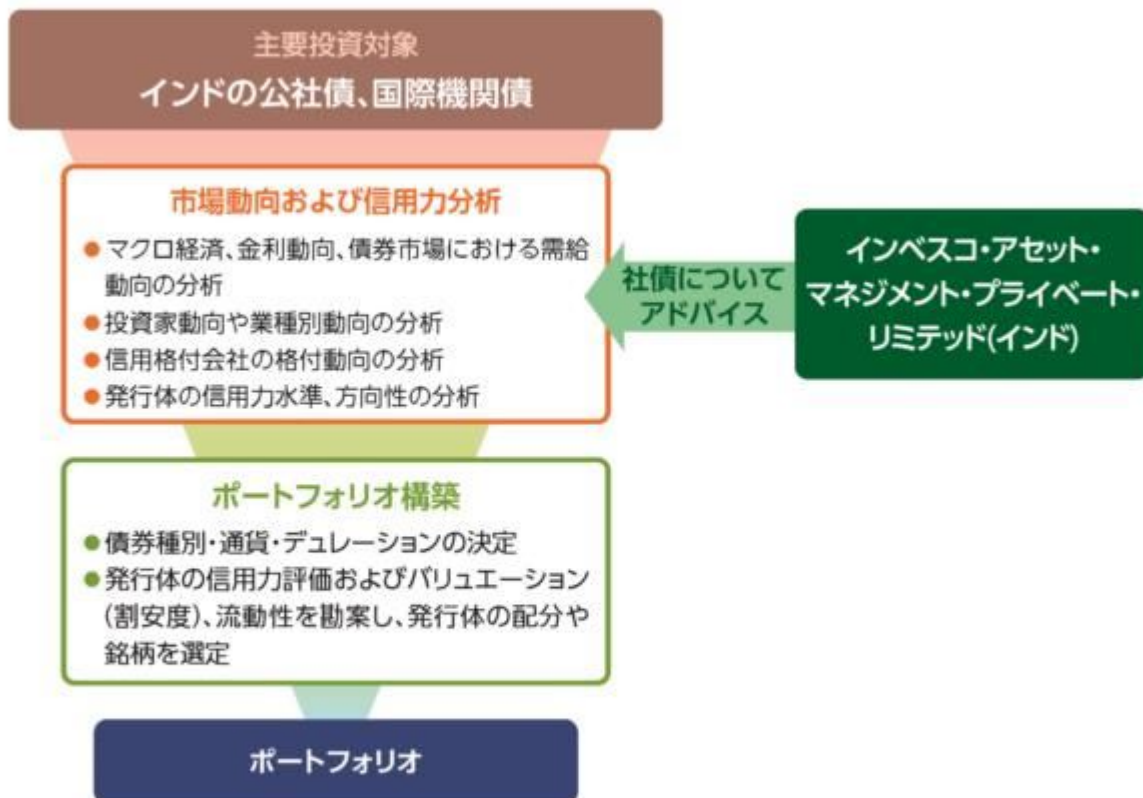 主要投資対象
インドの公社債、国際機関債
市場動向および信用力分析
●マクロ経済、金利動向、債券市場における需給
動向の分析
●投資家動向や業種別動向の分析
●信用格付会社の格付動向の分析
●発行体の信用力水準、方向性の分析
社債について
アドバイス
インベスコ・アセット・
マネジメント・プライベート・
リミテッド(インド)
ポートフォリオ構築
●債券種別・通貨・デュレーションの決定
●発行体の信用力評価およびバリュエーション
(割安度)、流動性を勘案し、発行体の配分や
銘柄を選定
ポートフォリオ